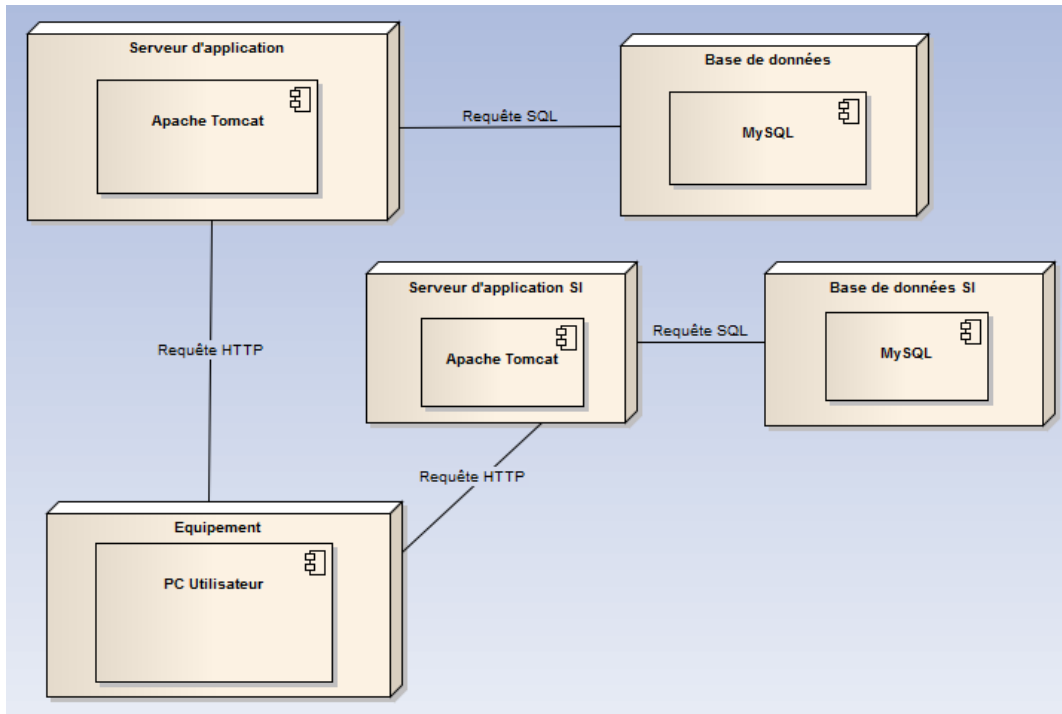 Serveur d'application
Apache Tomcat
Requête SQL
Base de données
MySQL
Requête HTTP
Serveur d'application SI
Apache Tomcat
Requête SQL
Base de données SI
MySQL
Requête HTTP
Equipement
PC Utilisateur